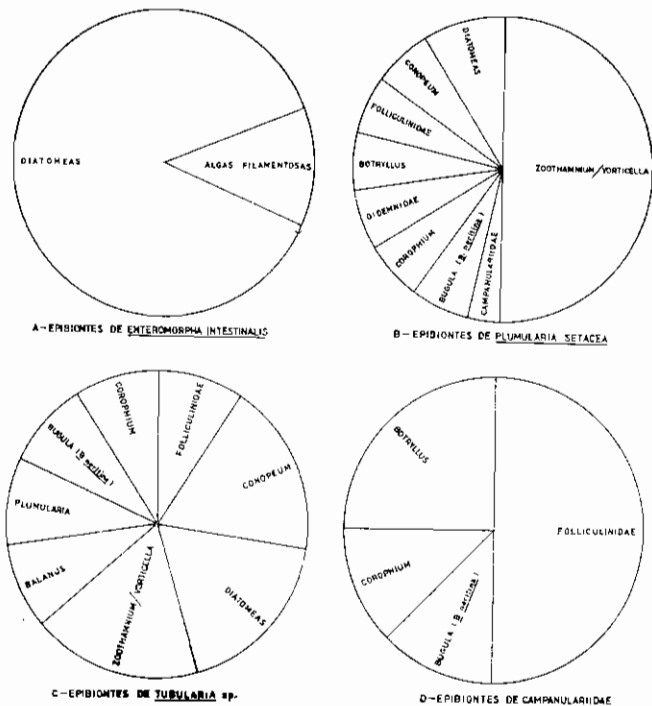 DIATOMEAS
ALGAS FILAMENTOSAS
A-EPIBIONTES DE ENTEROMORPHA INTESTINALIS
DIATOMEAS
CONOPEUM
FOLLICULINIDAE
BOTRYLLUS
DIDEMNIDAE
COROPHIUM
BUGULA (B. neritina)
CAMPANULARIIDAE
ZOOTHAMNIUM/VORTICELLA
B-EPIBIONTES DE PLUMULARIA SETACEA
COROPHIUM
FOLLICULINIDAE
BUGULA (B neritina)
CONOPEUM
PLUMULARIA
BALANUS
ZOOTHAMNIUM/VORTICELLA
DIATOMEAS
C-EPIBIONTES DE TUBULARIA sp.
BOTRYLLUS
FOLLICULINIDAE
COROPHIUM
BUGULA (B neritina)
D-EPIBIONTES DE CAMPANULARIIDAE